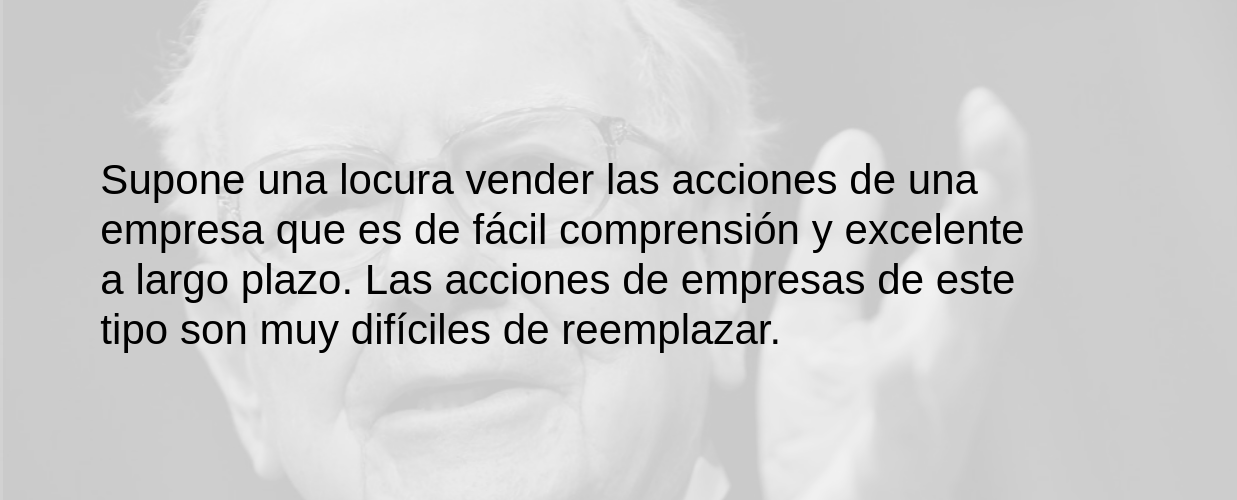 Supone una locura vender las acciones de una
empresa que es de fácil comprensión y excelente
a largo plazo. Las acciones de empresas de este
tipo son muy difíciles de reemplazar.